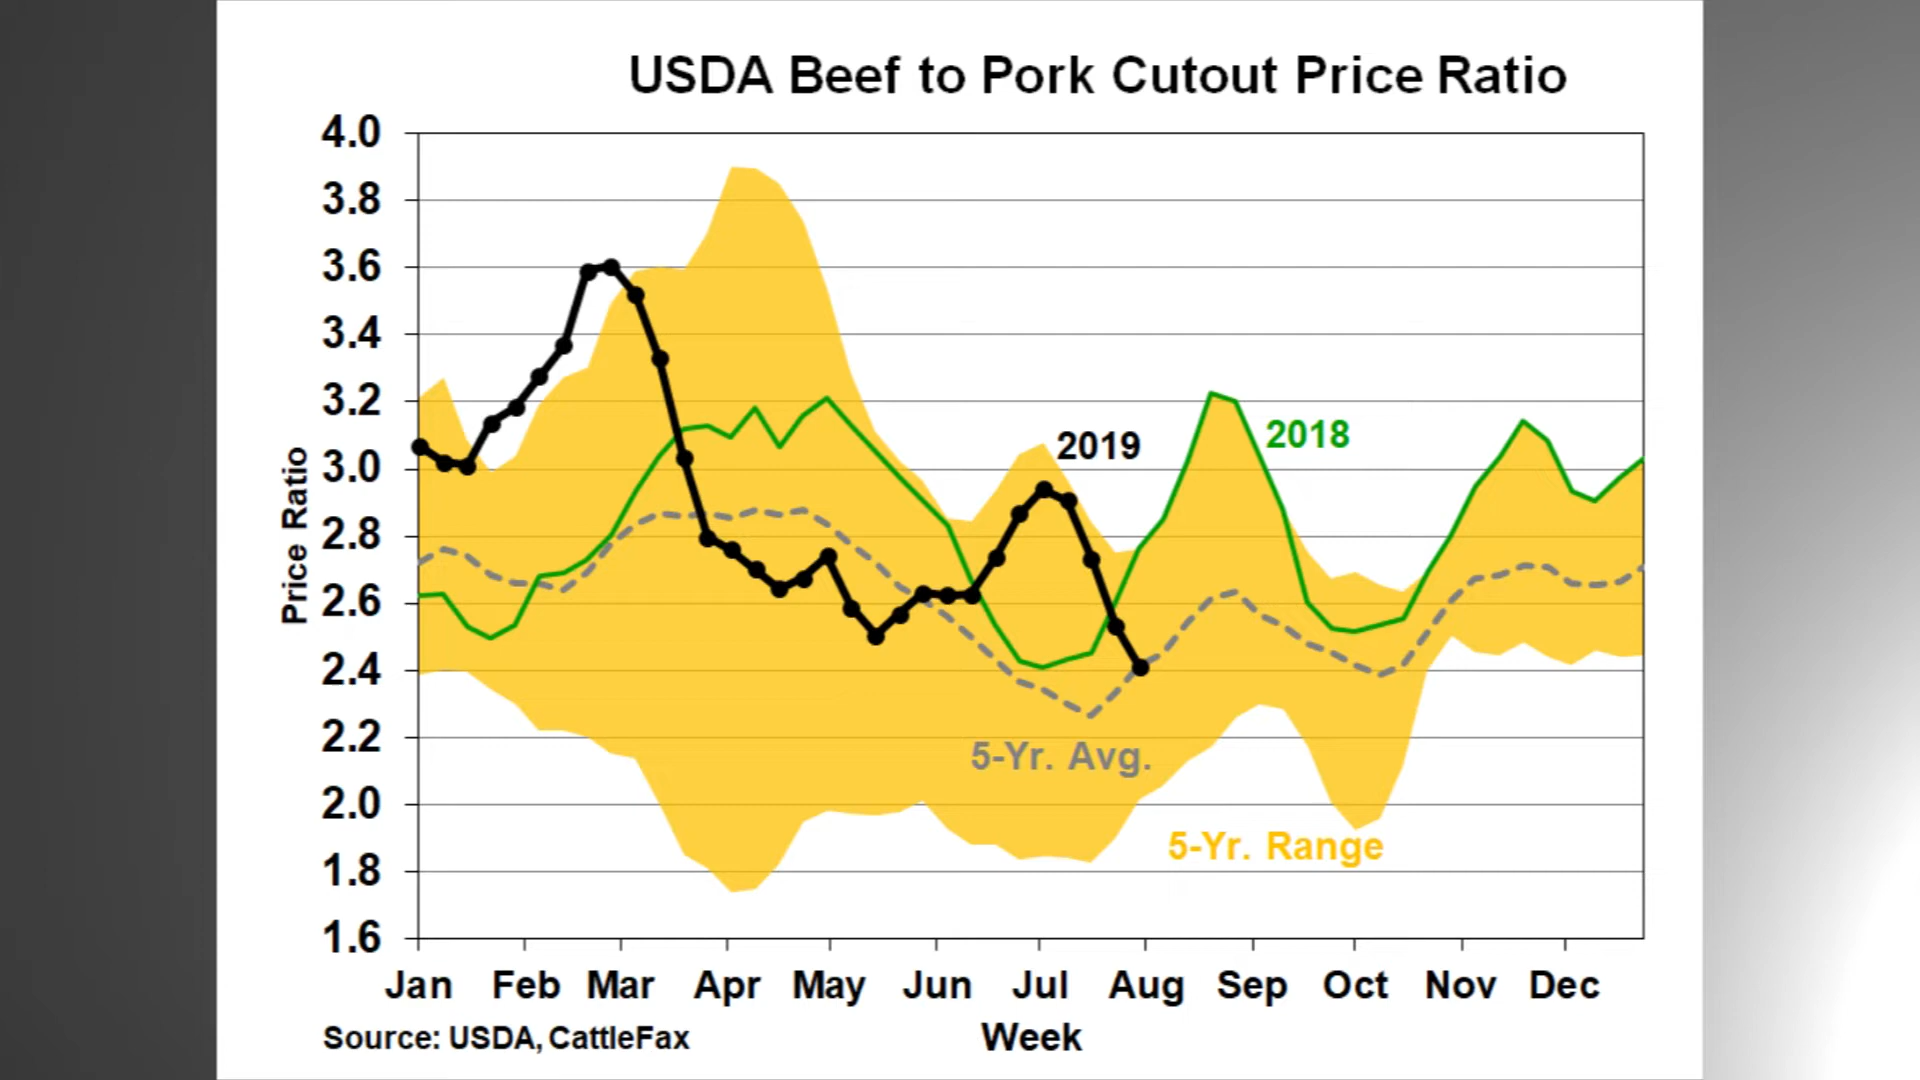 USDA Beef to Pork Cutout Price Ratio
4.0
3.8
3.6
3.4
3.2
3.0
2.8
2.6
2.4
2.2
2.0
1.8
1.6
Price Ratio
2019
2018
5-Yr. Avg.
5-Yr. Range
Jan Feb Mar Apr May Jun Jul Aug Sep Oct Nov Dec
Week
Source: USDA, CattleFax